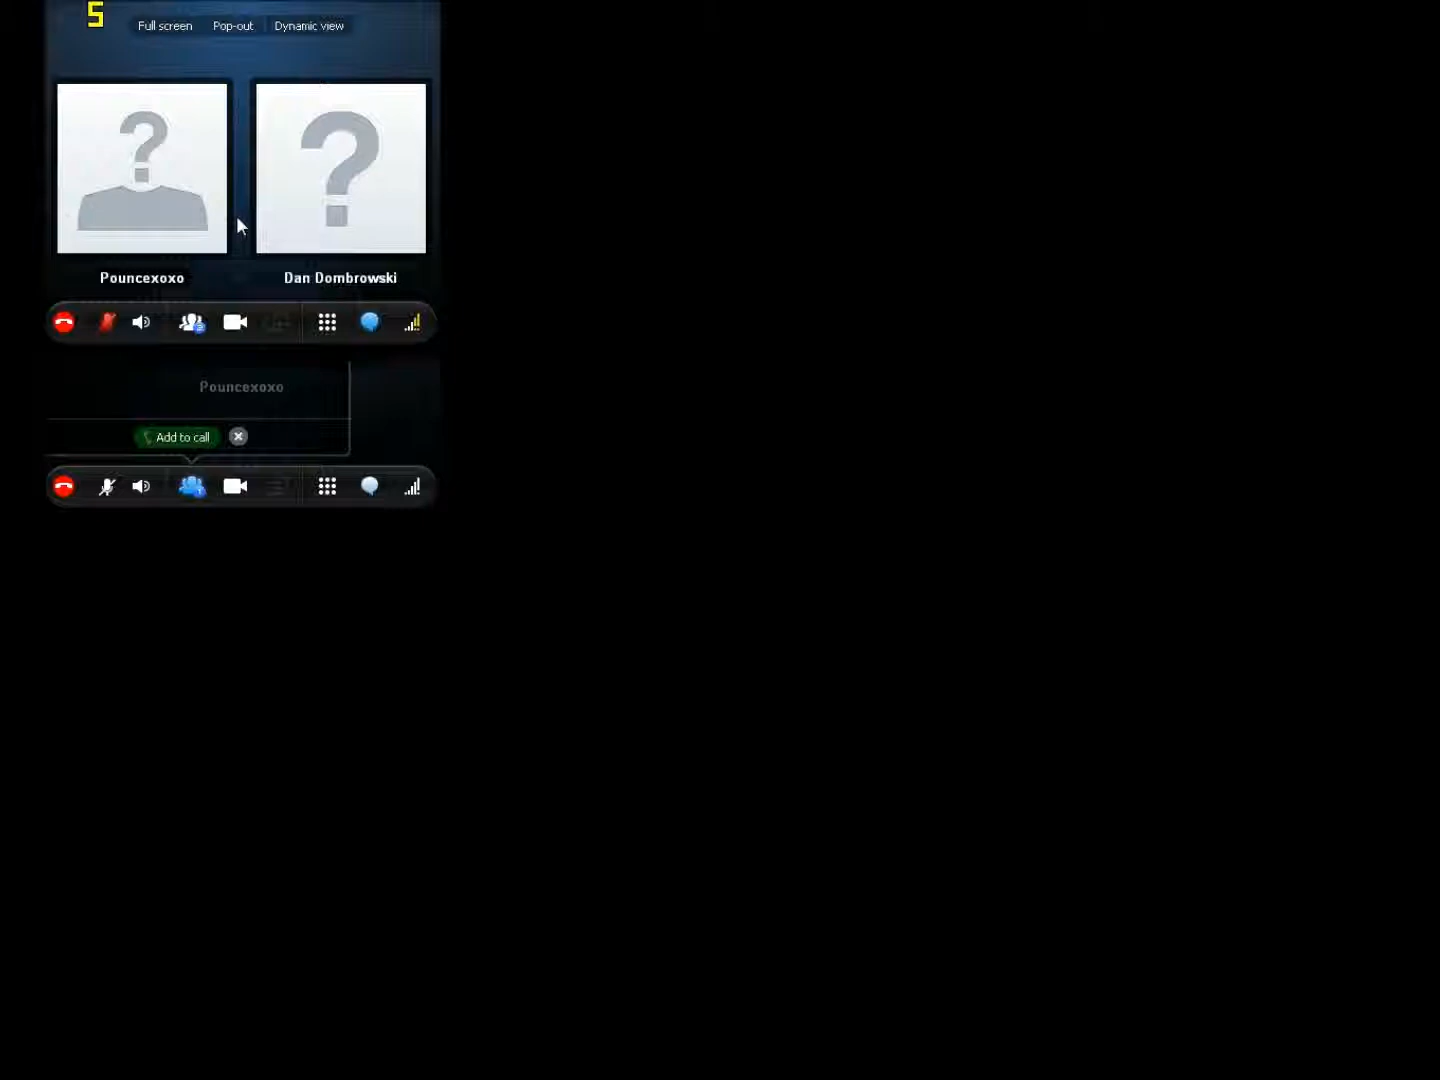 5
Full screen Pop-out Dynamic view
? ?
Pouncexoxo Dan Dombrowski
Pouncexoxo
Add to call